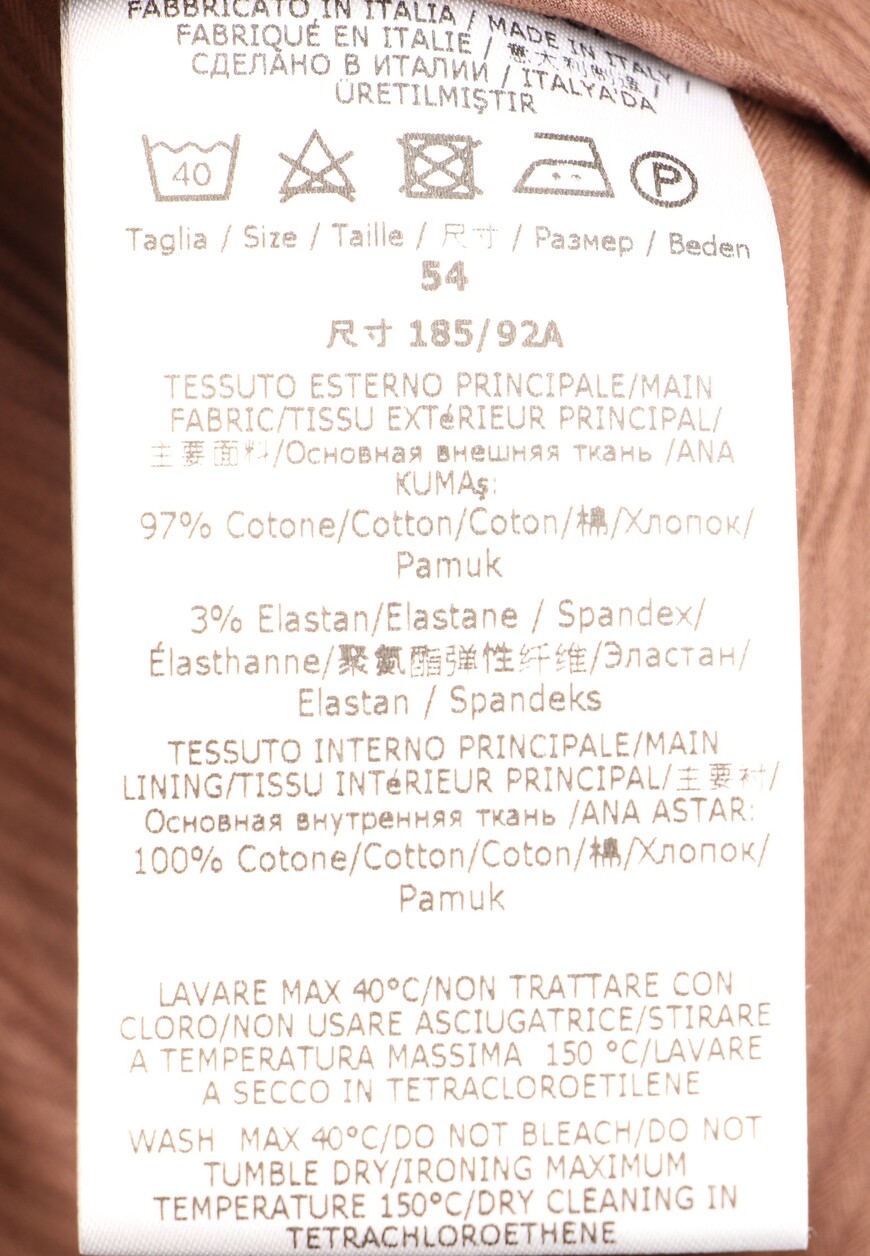 FABBRICATO IN ITALIA / MADE IN ITALY
FABRIQUÉ EN ITALIE / 意大利制造 /
СДЕЛАНО В ИТАЛИИ / ITALYA'DA
ÜRETILMIŞTIR
40 P
Taglia / Size / Taille / 尺寸 / Размер / Beden
54
尺寸 185/92A
TESSUTO ESTERNO PRINCIPALE/MAIN
FABRIC/TISSU EXTéRIEUR PRINCIPAL/
主要面料/Основная внешняя ткань /ANA
KUMAş:
97% Cotone/Cotton/Coton/棉/Хлопок/
Pamuk
3% Elastan/Elastane / Spandex/
Élasthanne/聚氨酯弹性纤维/Эластан/
Elastan / Spandeks
TESSUTO INTERNO PRINCIPALE/MAIN
LINING/TISSU INTéRIEUR PRINCIPAL/主要衬/
Основная внутренняя ткань /ANA ASTAR:
100% Cotone/Cotton/Coton/棉/Хлопок/
Pamuk
LAVARE MAX 40°C/NON TRATTARE CON
CLORO/NON USARE ASCIUGATRICE/STIRARE
A TEMPERATURA MASSIMA 150 °C/LAVARE
A SECCO IN TETRACLOROETILENE
WASH MAX 40°C/DO NOT BLEACH/DO NOT
TUMBLE DRY/IRONING MAXIMUM
TEMPERATURE 150°C/DRY CLEANING IN
TETRACHLOROETHENE